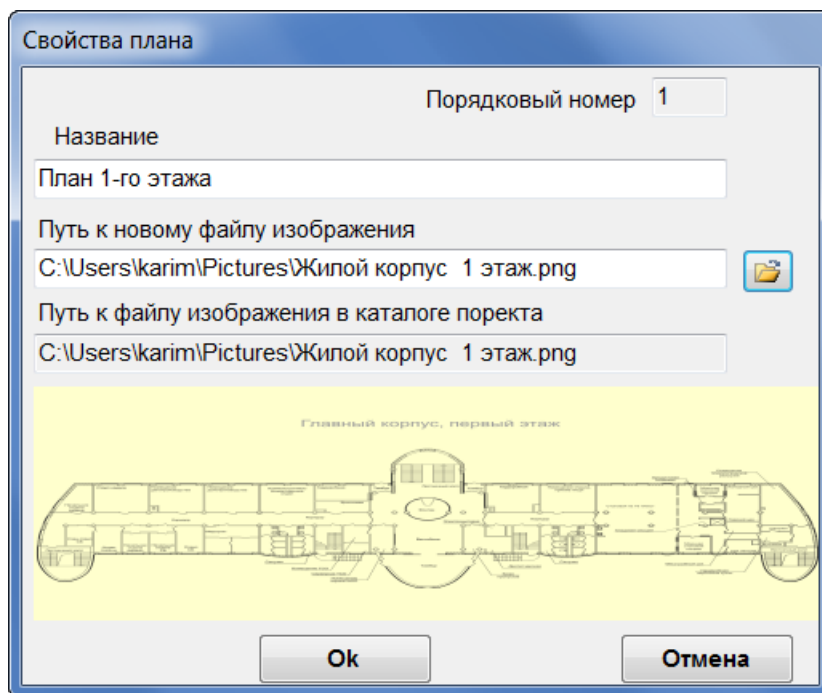 Свойства плана
Порядковый номер 1
Название
План 1-го этажа
Путь к новому файлу изображения
C:\Users\karim\Pictures\Жилой корпус  1 этаж.png
Путь к файлу изображения в каталоге поректа
C:\Users\karim\Pictures\Жилой корпус  1 этаж.png
Главный корпус, первый этаж
Ok Отмена